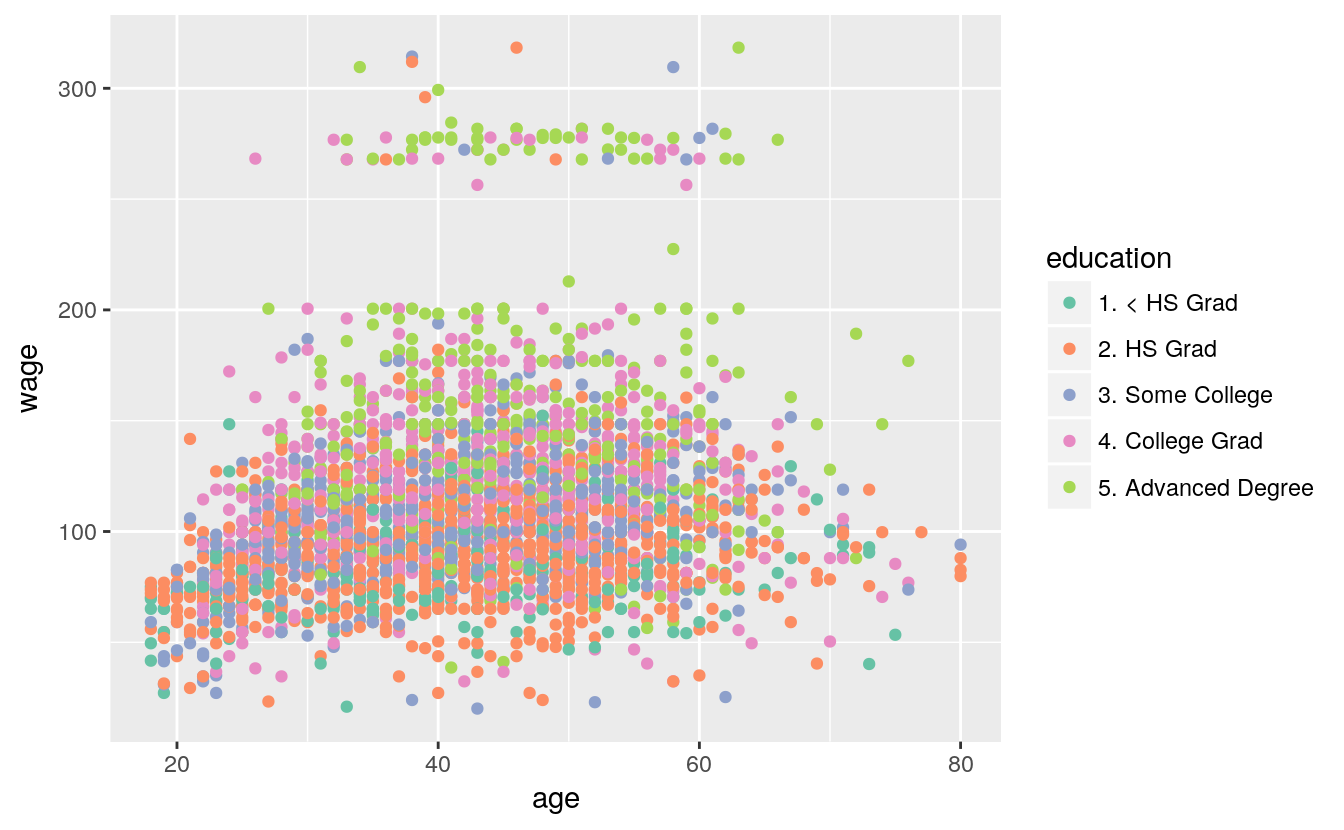 300
200
100
wage
20 40 60 80
age
education
1. < HS Grad
2. HS Grad
3. Some College
4. College Grad
5. Advanced Degree